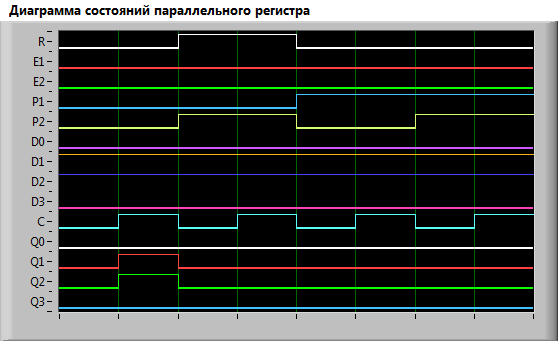 Диаграмма состояний параллельного регистра
R
E1
E2
P1
P2
D0
D1
D2
D3
C
Q0
Q1
Q2
Q3